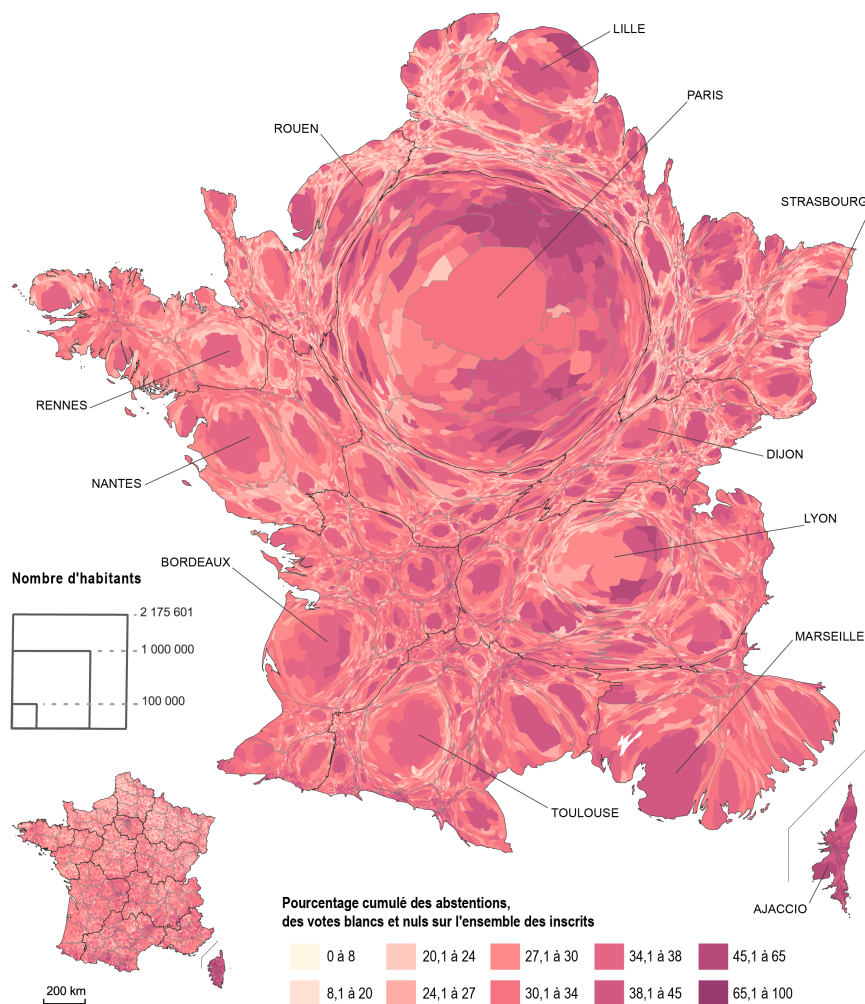 LILLE
PARIS
ROUEN
STRASBOURG
RENNES
NANTES
DIJON
LYON
BORDEAUX
Nombre d'habitants
2 175 601
1 000 000
100 000
MARSEILLE
TOULOUSE
AJACCIO
200 km
Pourcentage cumulé des abstentions,
des votes blancs et nuls sur l'ensemble des inscrits
0 à 8 20,1 à 24 27,1 à 30 34,1 à 38 45,1 à 65
8,1 à 20 24,1 à 27 30,1 à 34 38,1 à 45 65,1 à 100